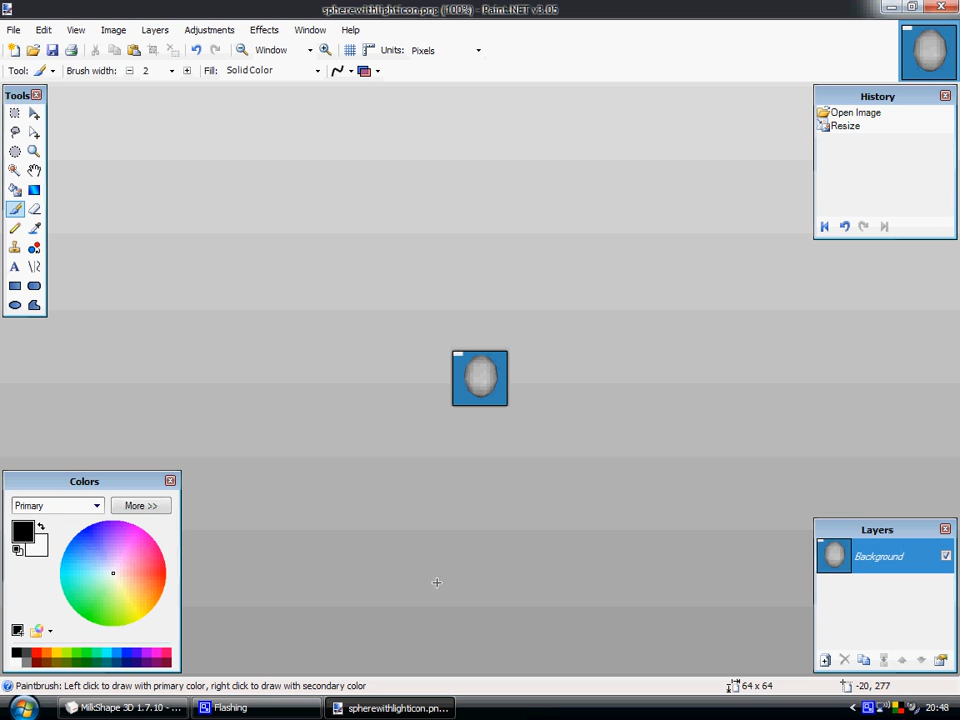 spherewithlighticon.png (100%) - Paint.NET v3.05
File Edit View Image Layers Adjustments Effects Window Help
Window Units: Pixels
Tool: Brush width: 2 Fill: Solid Color
Tools
History
Open Image
Resize
Colors
Primary More >>
Layers
Background
Paintbrush: Left click to draw with primary color, right click to draw with secondary color 64 x 64 -20, 277
MilkShape 3D 1.7.10 - ... Flashing spherewithlighticon.pn... 20:48